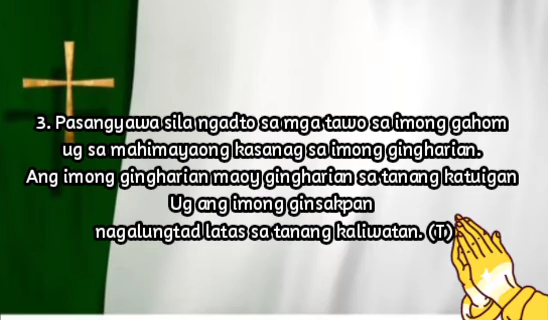 3. Pasangyawa sila ngadto sa mga tawo sa imong gahom
ug sa mahimayaong kasanag sa imong gingharian.
Ang imong gingharian maoy gingharian sa tanang katuigan
Ug ang imong ginsakpan
nagalungtad latas sa tanang kaliwatan. (T)